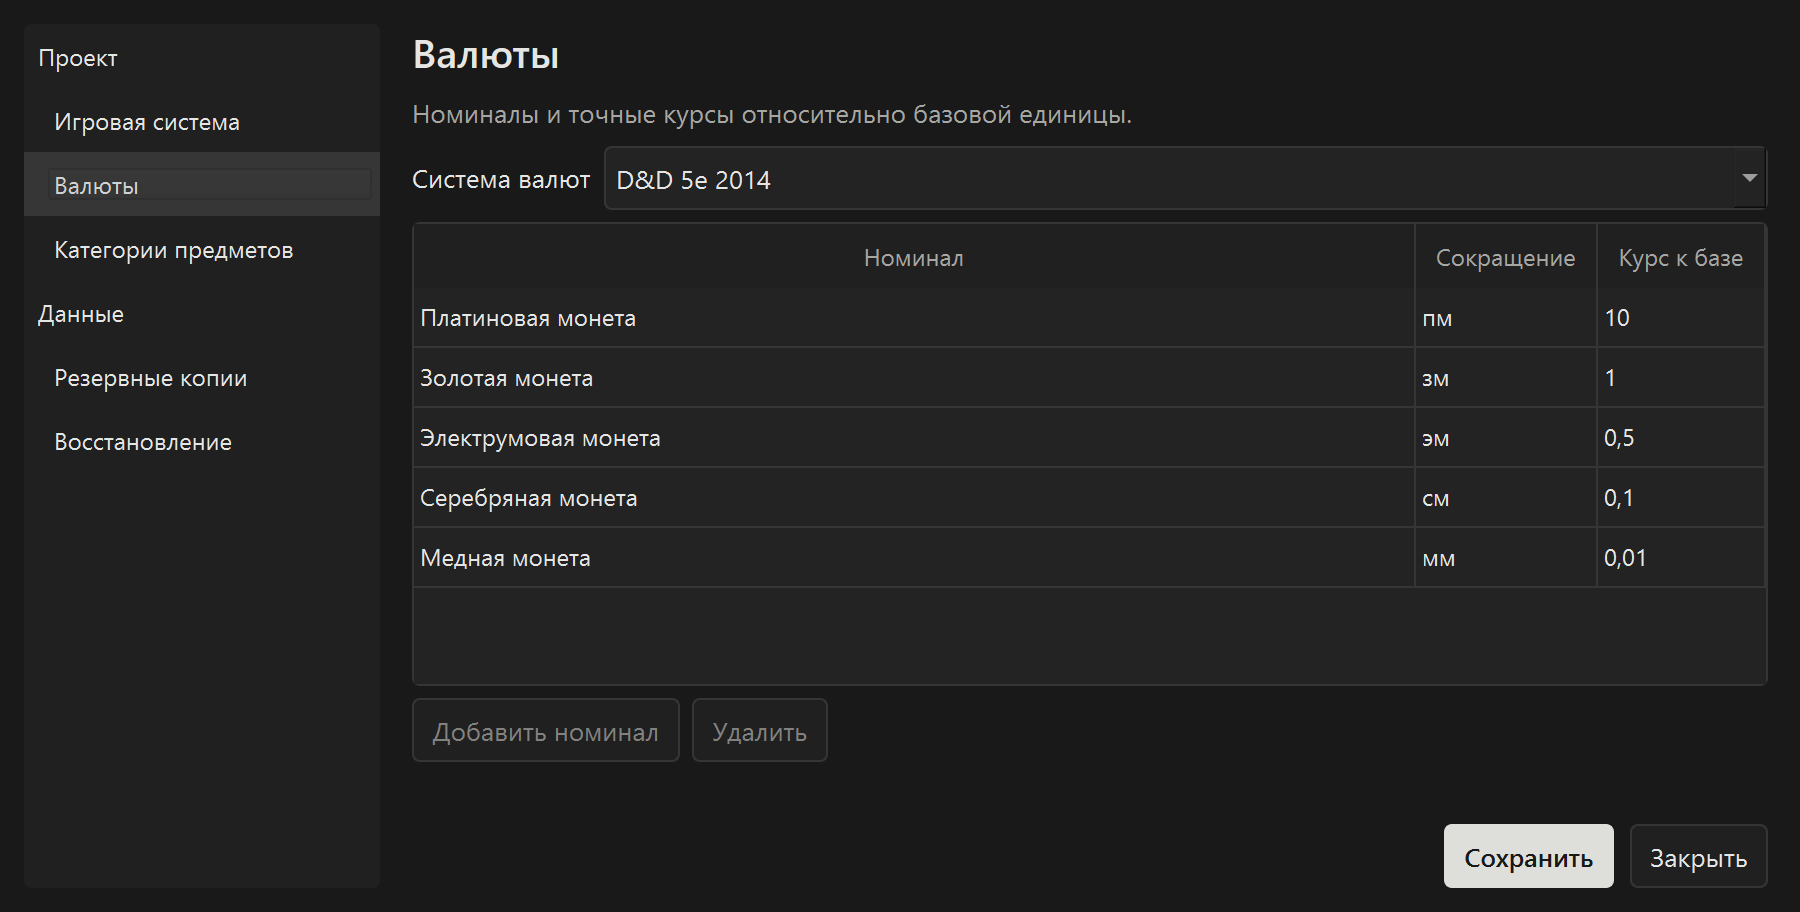 Проект
Игровая система
Валюты
Категории предметов
Данные
Резервные копии
Восстановление
Валюты
Номиналы и точные курсы относительно базовой единицы.
Система валют D&D 5e 2014
Номинал Сокращение Курс к базе
Платиновая монета пм 10
Золотая монета зм 1
Электрумовая монета эм 0,5
Серебряная монета см 0,1
Медная монета мм 0,01
Добавить номинал Удалить
Сохранить Закрыть